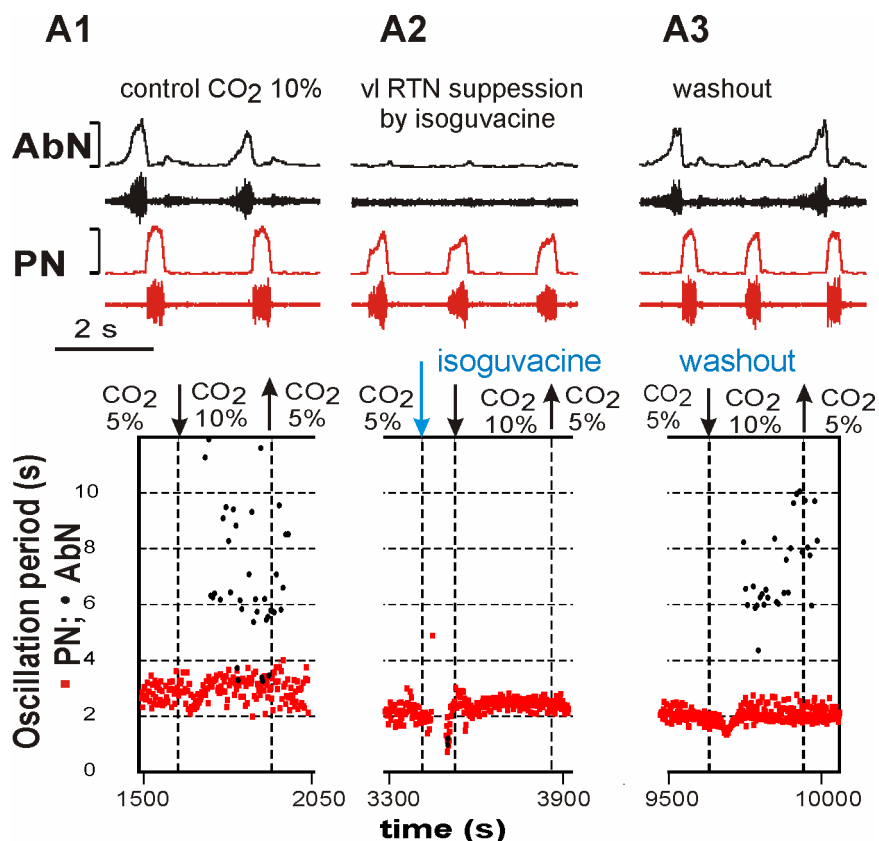 A1
A2
A3
control CO2 10%
vl RTN suppession
by isoguvacine
washout
AbN
PN
2 s
isoguvacine
washout
CO2
5%
CO2
10%
CO2
5%
CO2
5%
CO2
10%
CO2
5%
CO2
5%
CO2
10%
CO2
5%
Oscillation period (s)
▪ PN; • AbN
10
8
6
4
2
0
1500
2050
3300
3900
9500
10000
time (s)